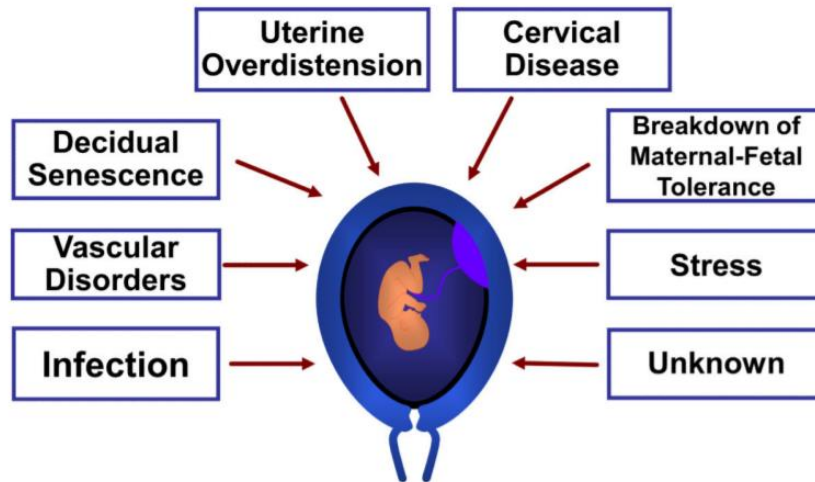 Uterine
Overdistension
Cervical
Disease
Decidual
Senescence
Breakdown of
Maternal-Fetal
Tolerance
Vascular
Disorders
Stress
Infection
Unknown